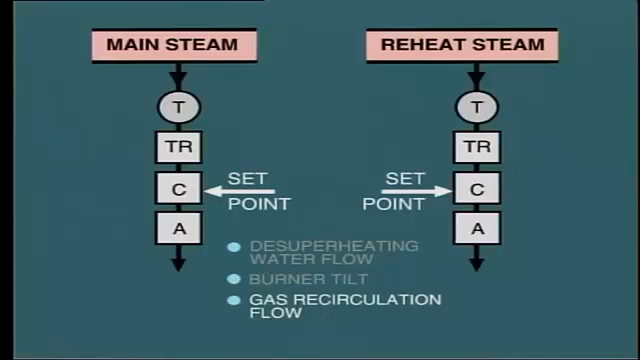 MAIN STEAM
REHEAT STEAM
T
T
TR
TR
C
SET
POINT
SET
POINT
C
A
A
DESUPERHEATING
WATER FLOW
BURNER TILT
GAS RECIRCULATION
FLOW